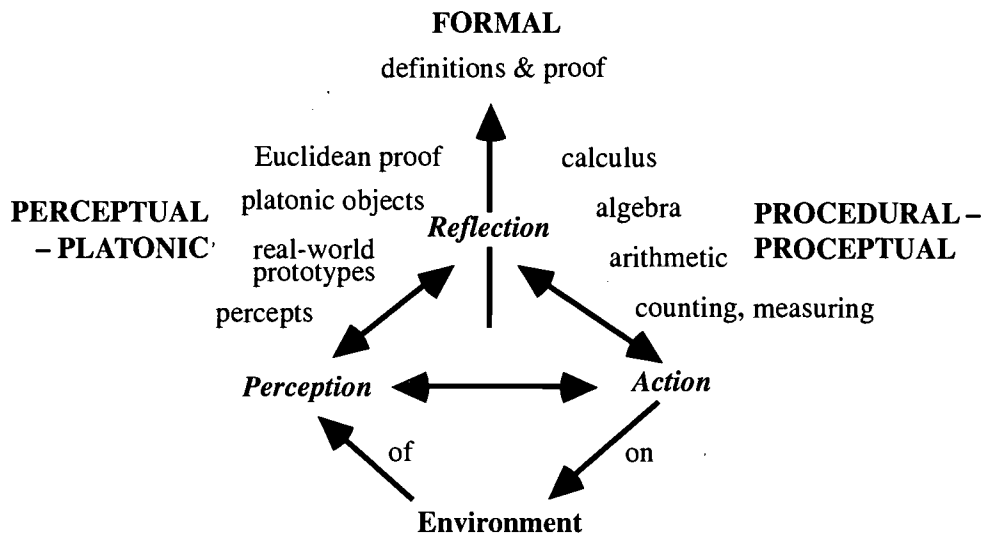 FORMAL
definitions & proof
Euclidean proof
calculus
platonic objects
algebra
PERCEPTUAL
– PLATONIC
Reflection
PROCEDURAL –
PROCEPTUAL
real-world
prototypes
arithmetic
percepts
counting, measuring
Perception
Action
of
on
Environment